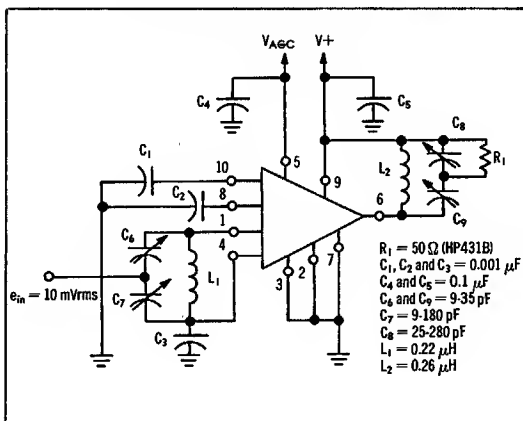 VAGC V+
C4 C5
C8
C1
10 5 9 L2 R1
C2
8
1 6
C6 4 C9
L1 3 2 7
ein = 10 mVrms C7
C3
R1 = 50 Ω (HP431B)
C1, C2 and C3 = 0.001 μF
C4 and C5 = 0.1 μF
C6 and C9 = 9-35 pF
C7 = 9-180 pF
C8 = 25-280 pF
L1 = 0.22 μH
L2 = 0.26 μH